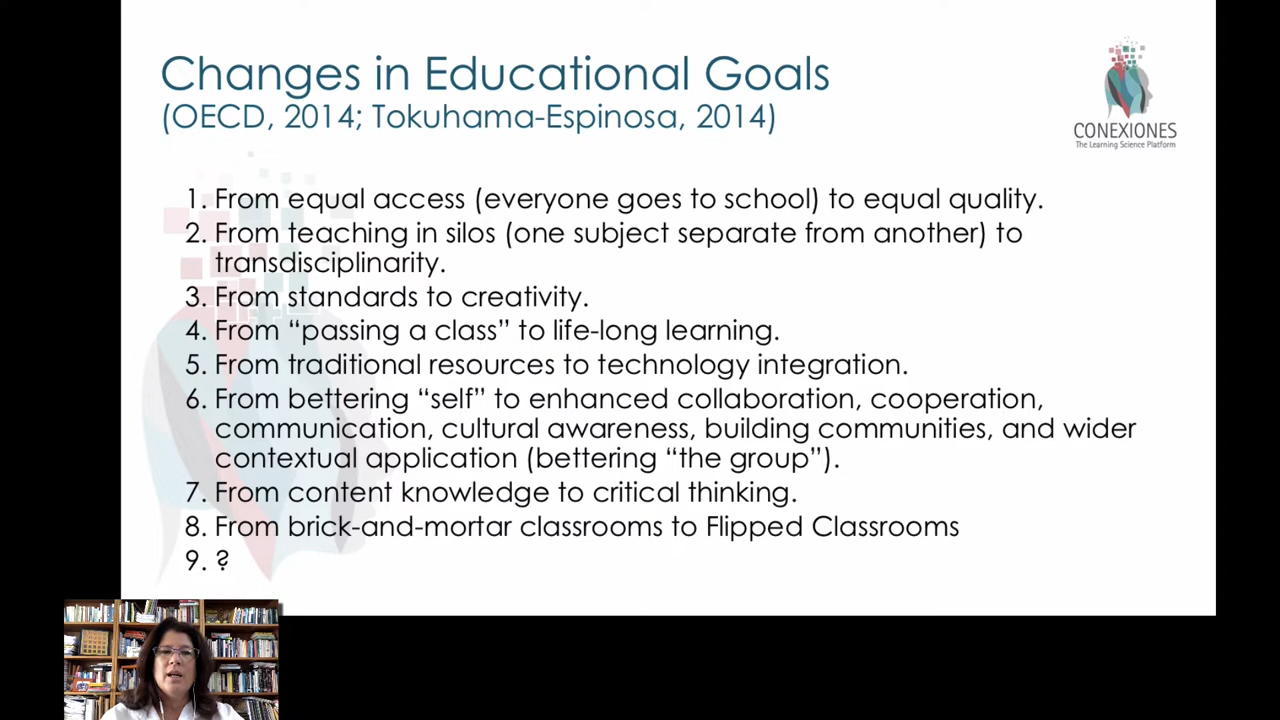 Changes in Educational Goals
(OECD, 2014; Tokuhama-Espinosa, 2014)
CONEXIONES
The Learning Science Platform
1. From equal access (everyone goes to school) to equal quality.
2. From teaching in silos (one subject separate from another) to
transdisciplinarity.
3. From standards to creativity.
4. From “passing a class” to life-long learning.
5. From traditional resources to technology integration.
6. From bettering “self” to enhanced collaboration, cooperation,
communication, cultural awareness, building communities, and wider
contextual application (bettering “the group”).
7. From content knowledge to critical thinking.
8. From brick-and-mortar classrooms to Flipped Classrooms
9. ?